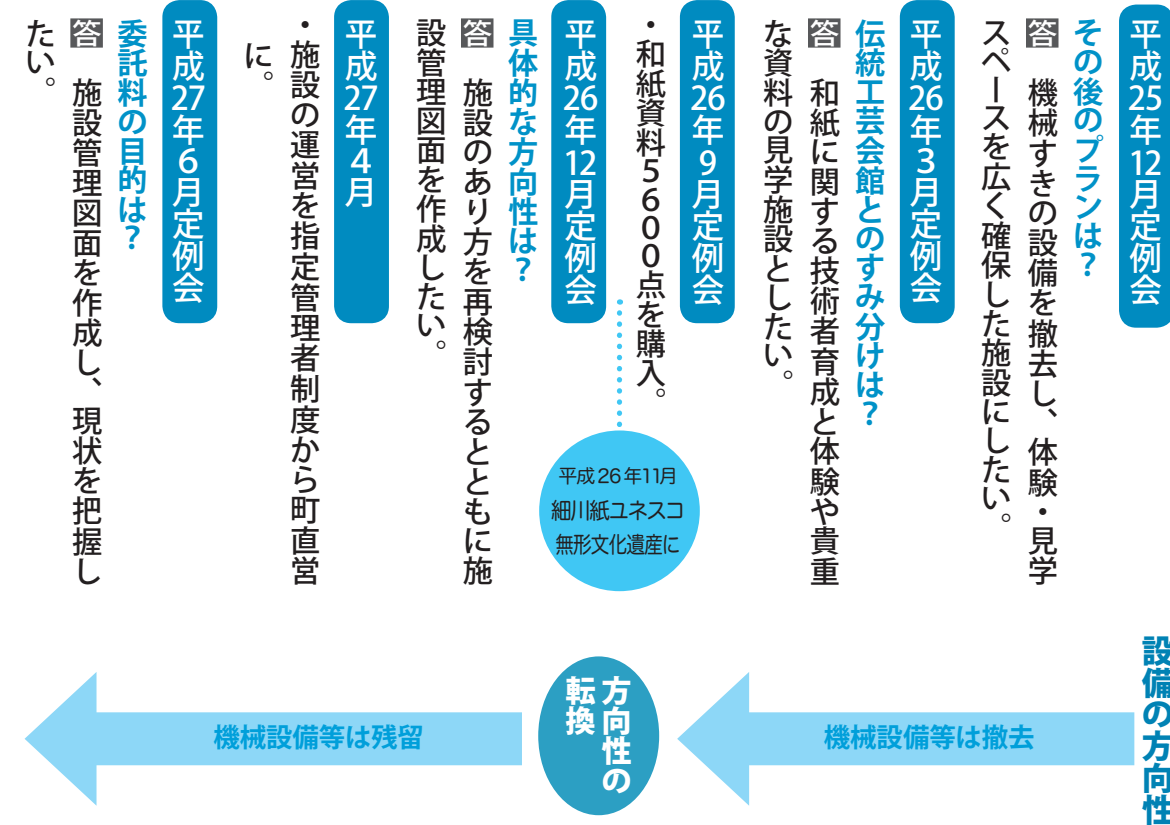 平成25年12月定例会
その後のプランは？
答　機械すきの設備を撤去し、体験・見学
スペースを広く確保した施設にしたい。
平成26年3月定例会
伝統工芸会館とのすみ分けは？
答　和紙に関する技術者育成と体験や貴重
な資料の見学施設としたい。
平成26年9月定例会
・和紙資料5600点を購入。
平成26年11月
細川紙ユネスコ
無形文化遺産に
平成26年12月定例会
具体的な方向性は？
答　施設のあり方を再検討するとともに施
設管理図面を作成したい。
平成27年4月
・施設の運営を指定管理者制度から町直営
に。
平成27年6月定例会
委託料の目的は？
答　施設管理図面を作成し、現状を把握し
たい。
設備の方向性
機械設備等は撤去
方向性の
転換
機械設備等は残留